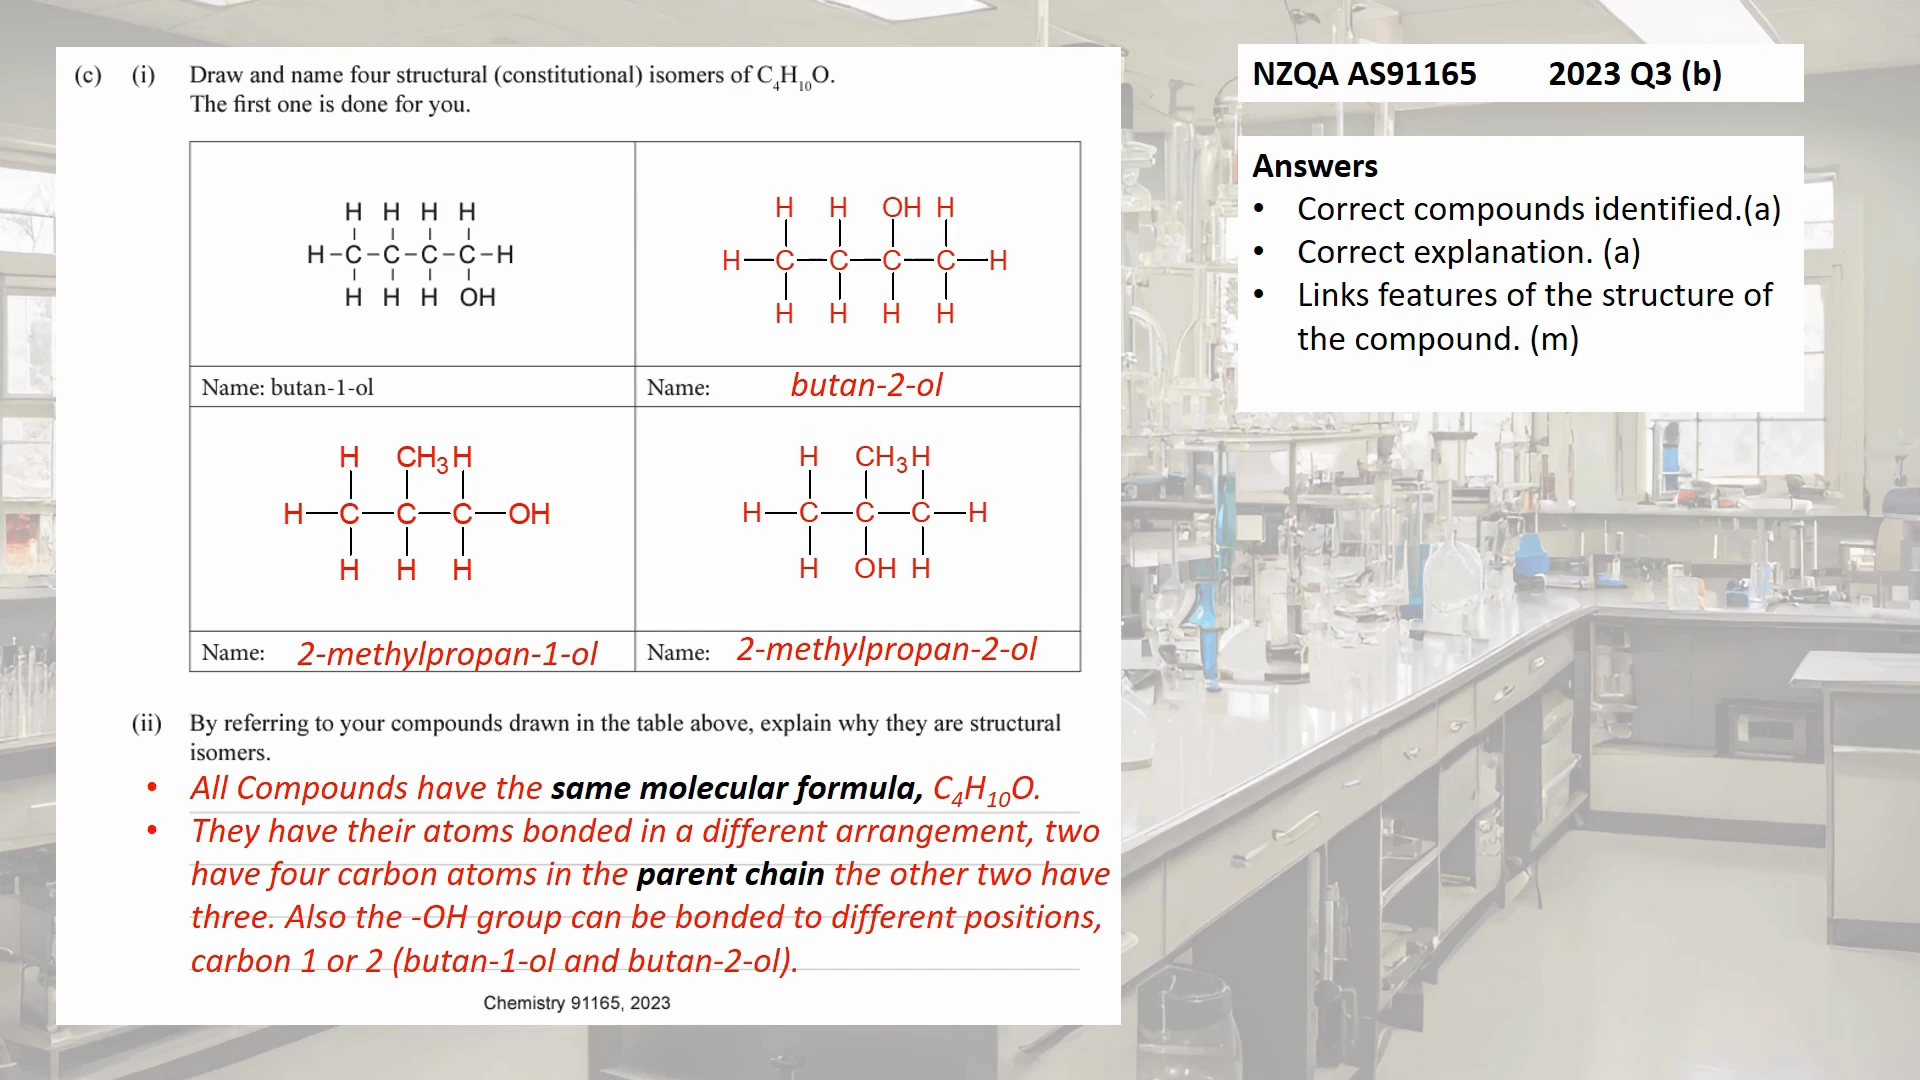 (c) (i) Draw and name four structural (constitutional) isomers of C₄H₁₀O.
The first one is done for you.
H H H H
H-C-C-C-C-H
H H H OH
H H OH H
H—C—C—C—C—H
H H H H
Name: butan-1-ol
Name: butan-2-ol
H CH₃ H
H—C—C—C—OH
H H H
H CH₃ H
H—C—C—C—H
H OH H
Name: 2-methylpropan-1-ol
Name: 2-methylpropan-2-ol
(ii) By referring to your compounds drawn in the table above, explain why they are structural
isomers.
• All Compounds have the same molecular formula, C₄H₁₀O.
• They have their atoms bonded in a different arrangement, two
have four carbon atoms in the parent chain the other two have
three. Also the -OH group can be bonded to different positions,
carbon 1 or 2 (butan-1-ol and butan-2-ol).
Chemistry 91165, 2023
NZQA AS91165 2023 Q3 (b)
Answers
• Correct compounds identified.(a)
• Correct explanation. (a)
• Links features of the structure of
the compound. (m)